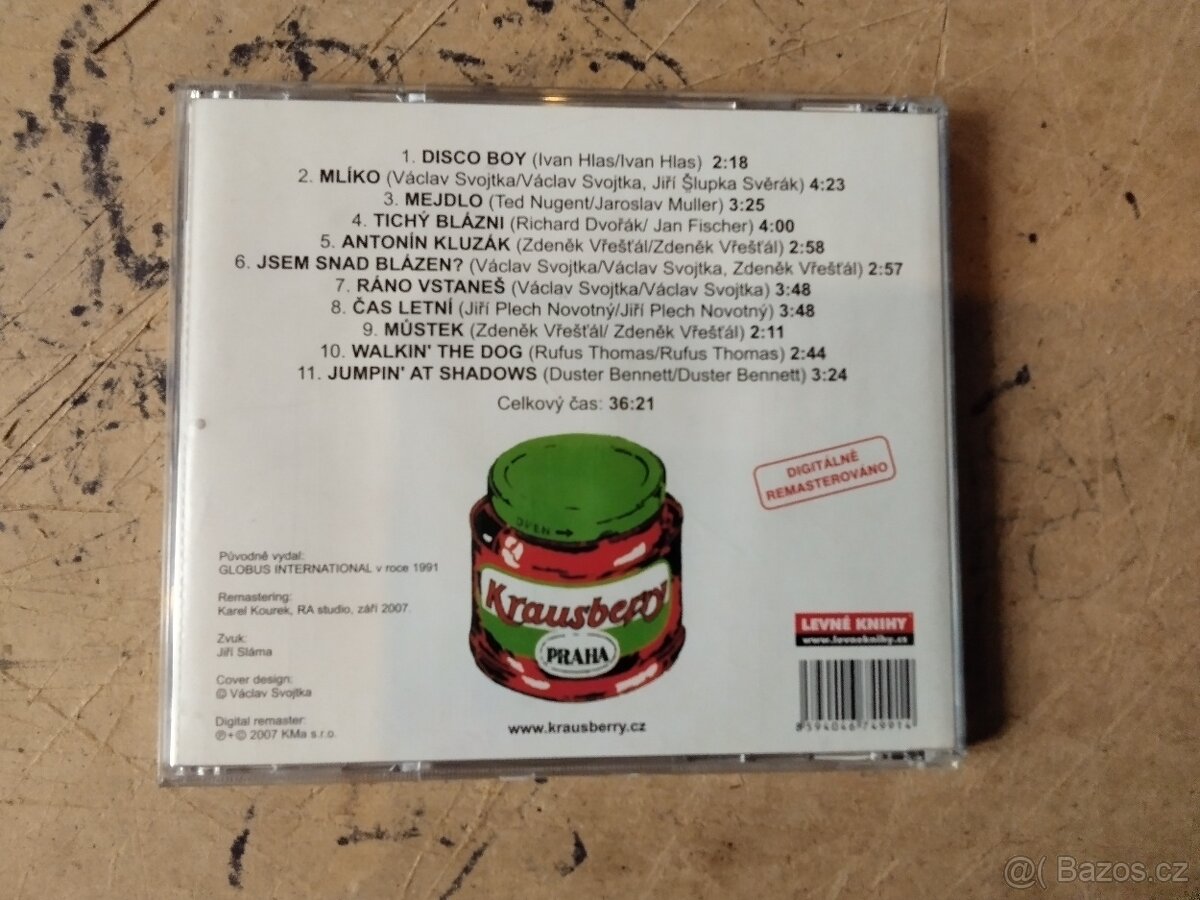 1. DISCO BOY (Ivan Hlas/Ivan Hlas) 2:18
2. MLÍKO (Václav Svojtka/Václav Svojtka, Jiří Šlupka Svěrák) 4:23
3. MEJDLO (Ted Nugent/Jaroslav Muller) 3:25
4. TICHÝ BLÁZNI (Richard Dvořák/ Jan Fischer) 4:00
5. ANTONÍN KLUZÁK (Zdeněk Vřešťál/Zdeněk Vřešťál) 2:58
6. JSEM SNAD BLÁZEN? (Václav Svojtka/Václav Svojtka, Zdeněk Vřešťál) 2:57
7. RÁNO VSTANEŠ (Václav Svojtka/Václav Svojtka) 3:48
8. ČAS LETNÍ (Jiří Plech Novotný/Jiří Plech Novotný) 3:48
9. MŮSTEK (Zdeněk Vřešťál/ Zdeněk Vřešťál) 2:11
10. WALKIN' THE DOG (Rufus Thomas/Rufus Thomas) 2:44
11. JUMPIN' AT SHADOWS (Duster Bennett/Duster Bennett) 3:24
Celkový čas: 36:21
DIGITÁLNĚ
REMASTEROVÁNO
OPEN →
Krausberry
PRAHA
www.krausberry.cz
Původně vydal:
GLOBUS INTERNATIONAL v roce 1991
Remastering:
Karel Kourek, RA studio, září 2007.
Zvuk:
Jiří Sláma
Cover design:
© Václav Svojtka
Digital remaster:
℗+© 2007 KMa s.r.o.
LEVNÉ KNIHY
www.levneknihy.cz
8 594046 749914
@( Bazos.cz